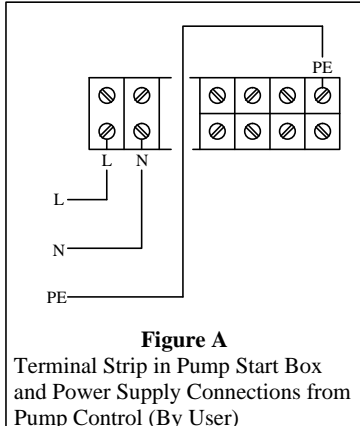 PE
L N
L
N
PE
Figure A
Terminal Strip in Pump Start Box
and Power Supply Connections from
Pump Control (By User)